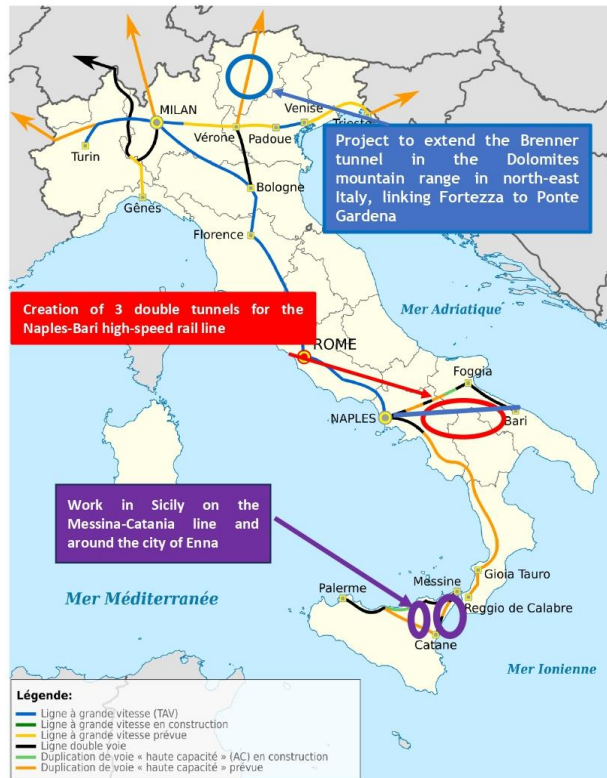 MILAN
Venise
Trieste
Vérone
Padoue
Turin
Project to extend the Brenner
tunnel in the Dolomites
mountain range in north-east
Italy, linking Fortezza to Ponte
Gardena
Bologne
Gênes
Florence
Creation of 3 double tunnels for the
Naples-Bari high-speed rail line
Mer Adriatique
ROME
Foggia
NAPLES
Bari
Work in Sicily on the
Messina-Catania line and
around the city of Enna
Gioia Tauro
Messine
Palerme
Reggio de Calabre
Mer Méditerranée
Catane
Mer Ionienne
Légende:
Ligne à grande vitesse (TAV)
Ligne à grande vitesse en construction
Ligne à grande vitesse prévue
Ligne double voie
Duplication de voie « haute capacité » (AC) en construction
Duplication de voie « haute capacité » prévue